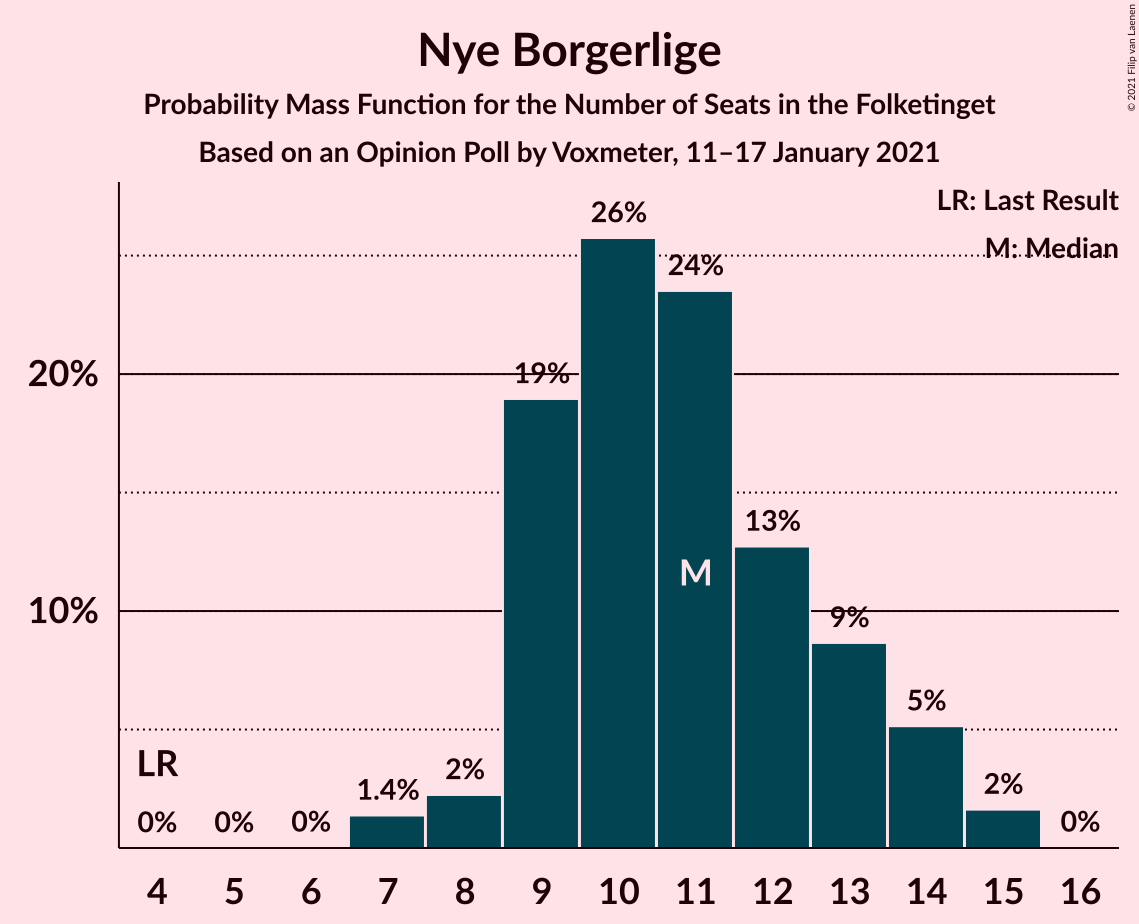 Nye Borgerlige
Probability Mass Function for the Number of Seats in the Folketinget
Based on an Opinion Poll by Voxmeter, 11–17 January 2021
© 2021 Filip van Laenen
LR: Last Result
M: Median
26%
24%
20%
19%
13%
M
10%
9%
5%
LR
2%
1.4%
2%
0%
0%
0%
0%
4 5 6 7 8 9 10 11 12 13 14 15 16